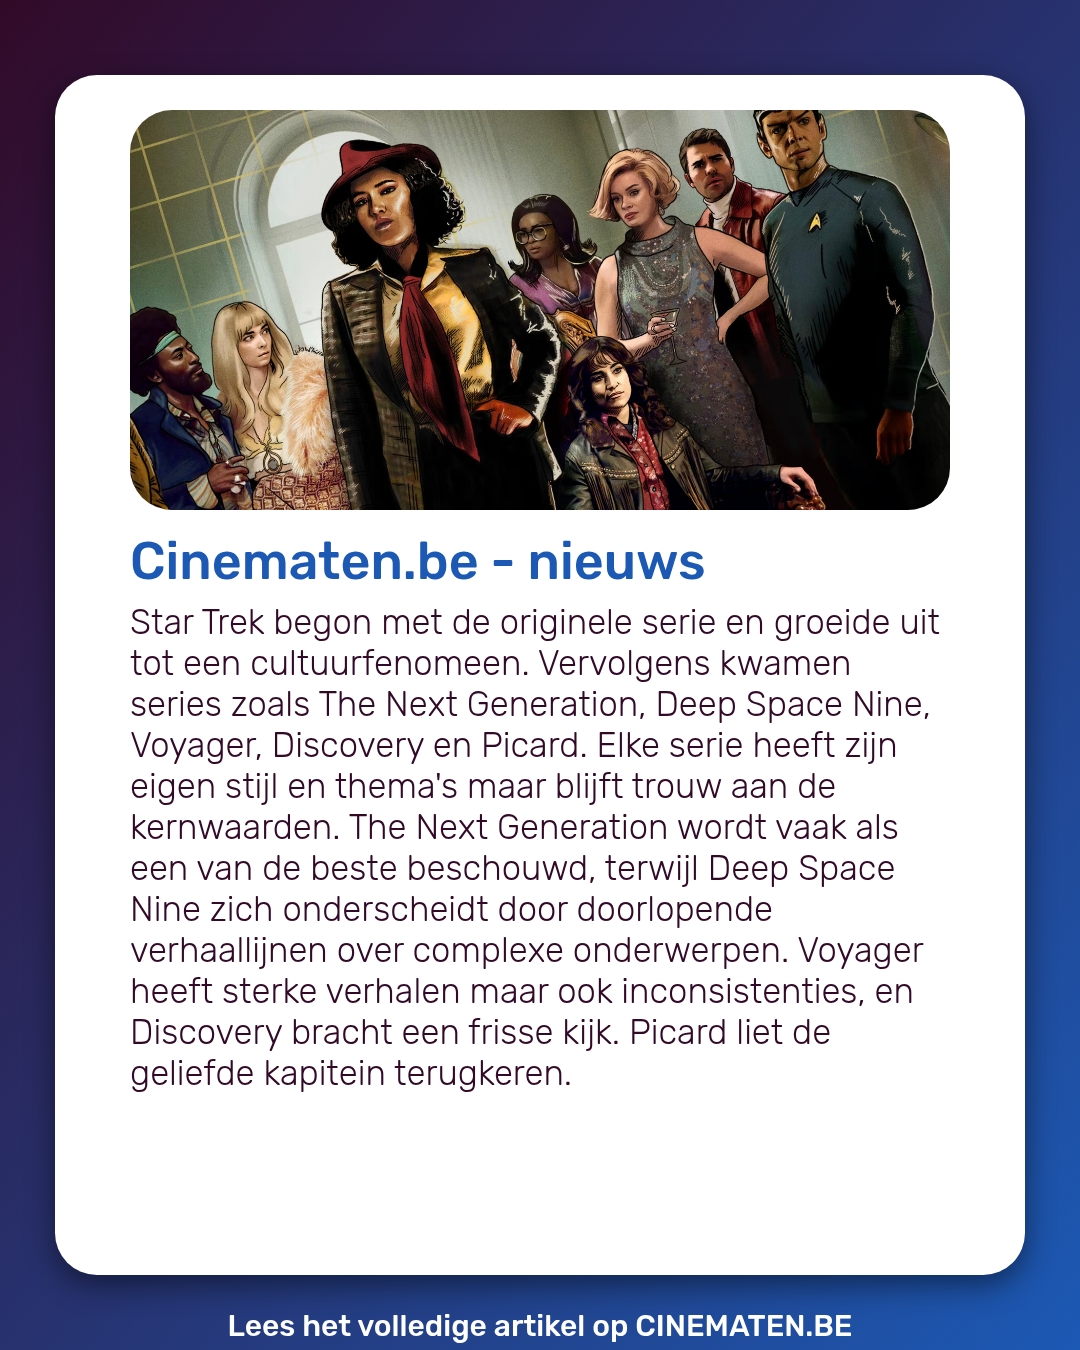 Cinematen.be - nieuws
Star Trek begon met de originele serie en groeide uit
tot een cultuurfenomeen. Vervolgens kwamen
series zoals The Next Generation, Deep Space Nine,
Voyager, Discovery en Picard. Elke serie heeft zijn
eigen stijl en thema's maar blijft trouw aan de
kernwaarden. The Next Generation wordt vaak als
een van de beste beschouwd, terwijl Deep Space
Nine zich onderscheidt door doorlopende
verhaallijnen over complexe onderwerpen. Voyager
heeft sterke verhalen maar ook inconsistenties, en
Discovery bracht een frisse kijk. Picard liet de
geliefde kapitein terugkeren.
Lees het volledige artikel op CINEMATEN.BE